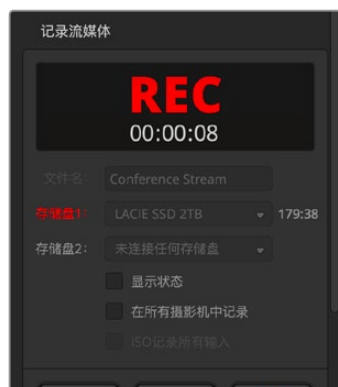 记录流媒体
REC
00:00:08
文件名: Conference Stream
存储盘1: LACIE SSD 2TB 179:38
存储盘2: 未连接任何存储盘
显示状态
在所有摄影机中记录
ISO记录所有输入